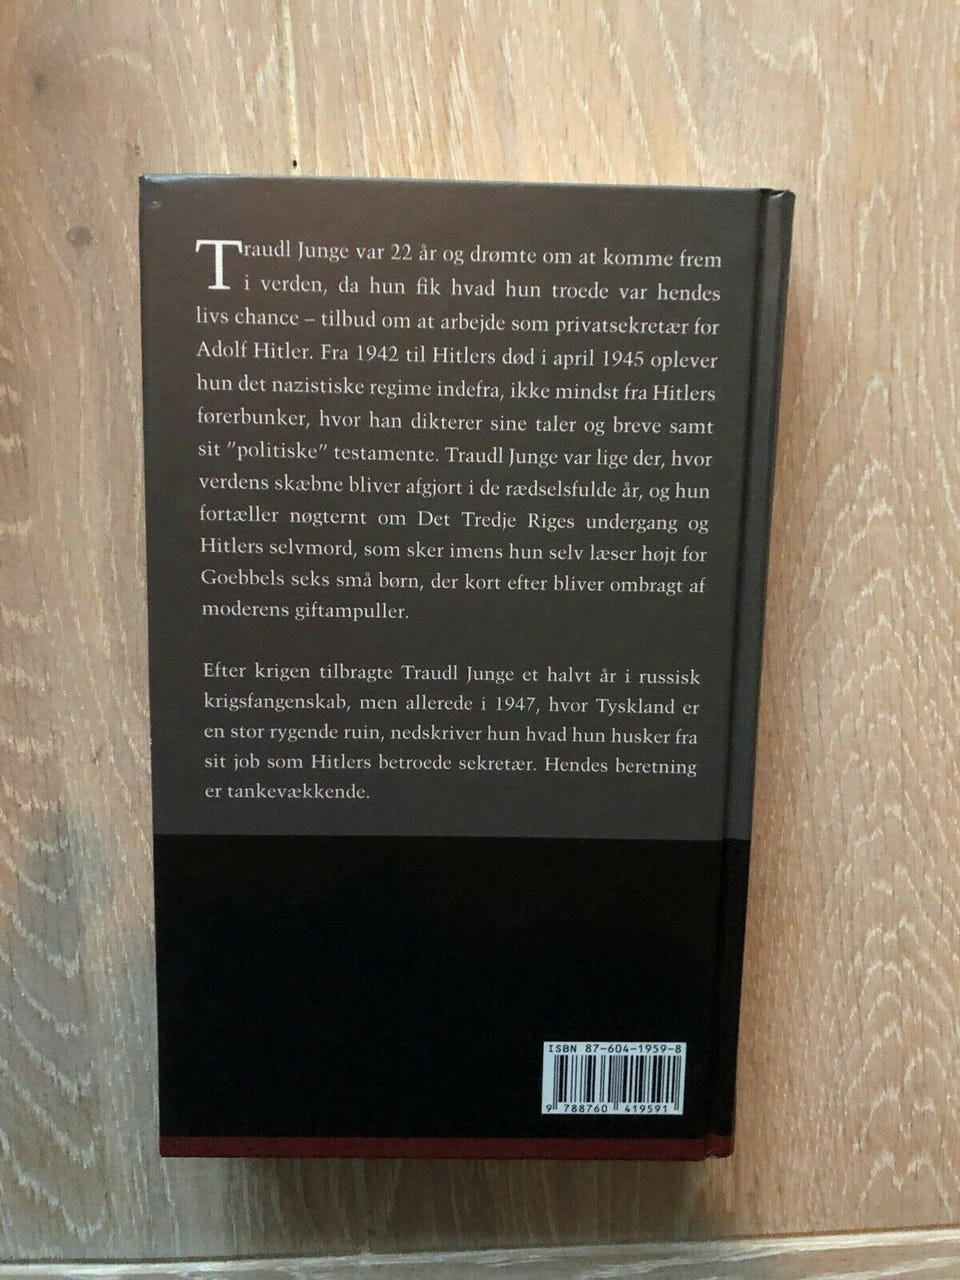 Traudl Junge var 22 år og drømte om at komme frem
i verden, da hun fik hvad hun troede var hendes
livs chance – tilbud om at arbejde som privatsekretær for
Adolf Hitler. Fra 1942 til Hitlers død i april 1945 oplever
hun det nazistiske regime indefra, ikke mindst fra Hitlers
førerbunker, hvor han dikterer sine taler og breve samt
sit ”politiske” testamente. Traudl Junge var lige der, hvor
verdens skæbne bliver afgjort i de rædselsfulde år, og hun
fortæller nøgternt om Det Tredje Riges undergang og
Hitlers selvmord, som sker imens hun selv læser højt for
Goebbels seks små børn, der kort efter bliver ombragt af
moderens giftampuller.
Efter krigen tilbragte Traudl Junge et halvt år i russisk
krigsfangenskab, men allerede i 1947, hvor Tyskland er
en stor rygende ruin, nedskriver hun hvad hun husker fra
sit job som Hitlers betroede sekretær. Hendes beretning
er tankevækkende.
ISBN 87-604-1959-8
9 788760 419591